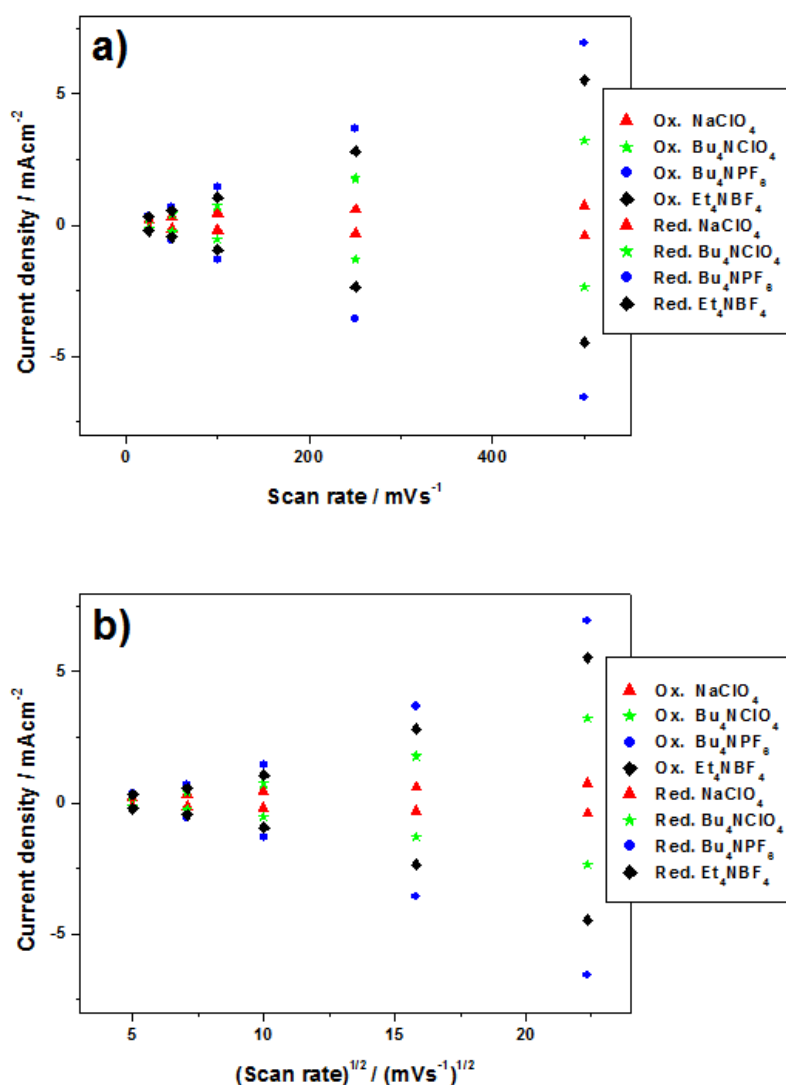 a)
5
0
-5
Current density / mAcm⁻²
0 200 400
Scan rate / mVs⁻¹
Ox. NaClO₄
Ox. Bu₄NClO₄
Ox. Bu₄NPF₆
Ox. Et₄NBF₄
Red. NaClO₄
Red. Bu₄NClO₄
Red. Bu₄NPF₆
Red. Et₄NBF₄
b)
5
0
-5
Current density / mAcm⁻²
5 10 15 20
(Scan rate)¹/² / (mVs⁻¹)¹/²
Ox. NaClO₄
Ox. Bu₄NClO₄
Ox. Bu₄NPF₆
Ox. Et₄NBF₄
Red. NaClO₄
Red. Bu₄NClO₄
Red. Bu₄NPF₆
Red. Et₄NBF₄